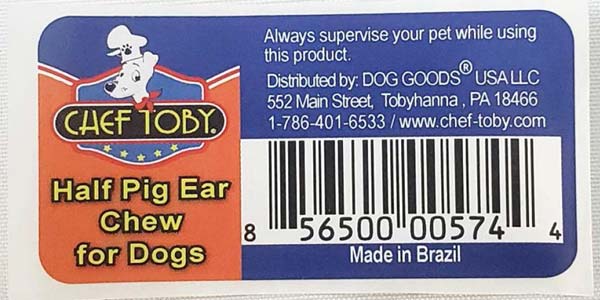 CHEF TOBY.
Half Pig Ear
Chew
for Dogs
Always supervise your pet while using
this product.
Distributed by: DOG GOODS® USA LLC
552 Main Street, Tobyhanna , PA 18466
1-786-401-6533 / www.chef-toby.com
8 56500 00574 4
Made in Brazil